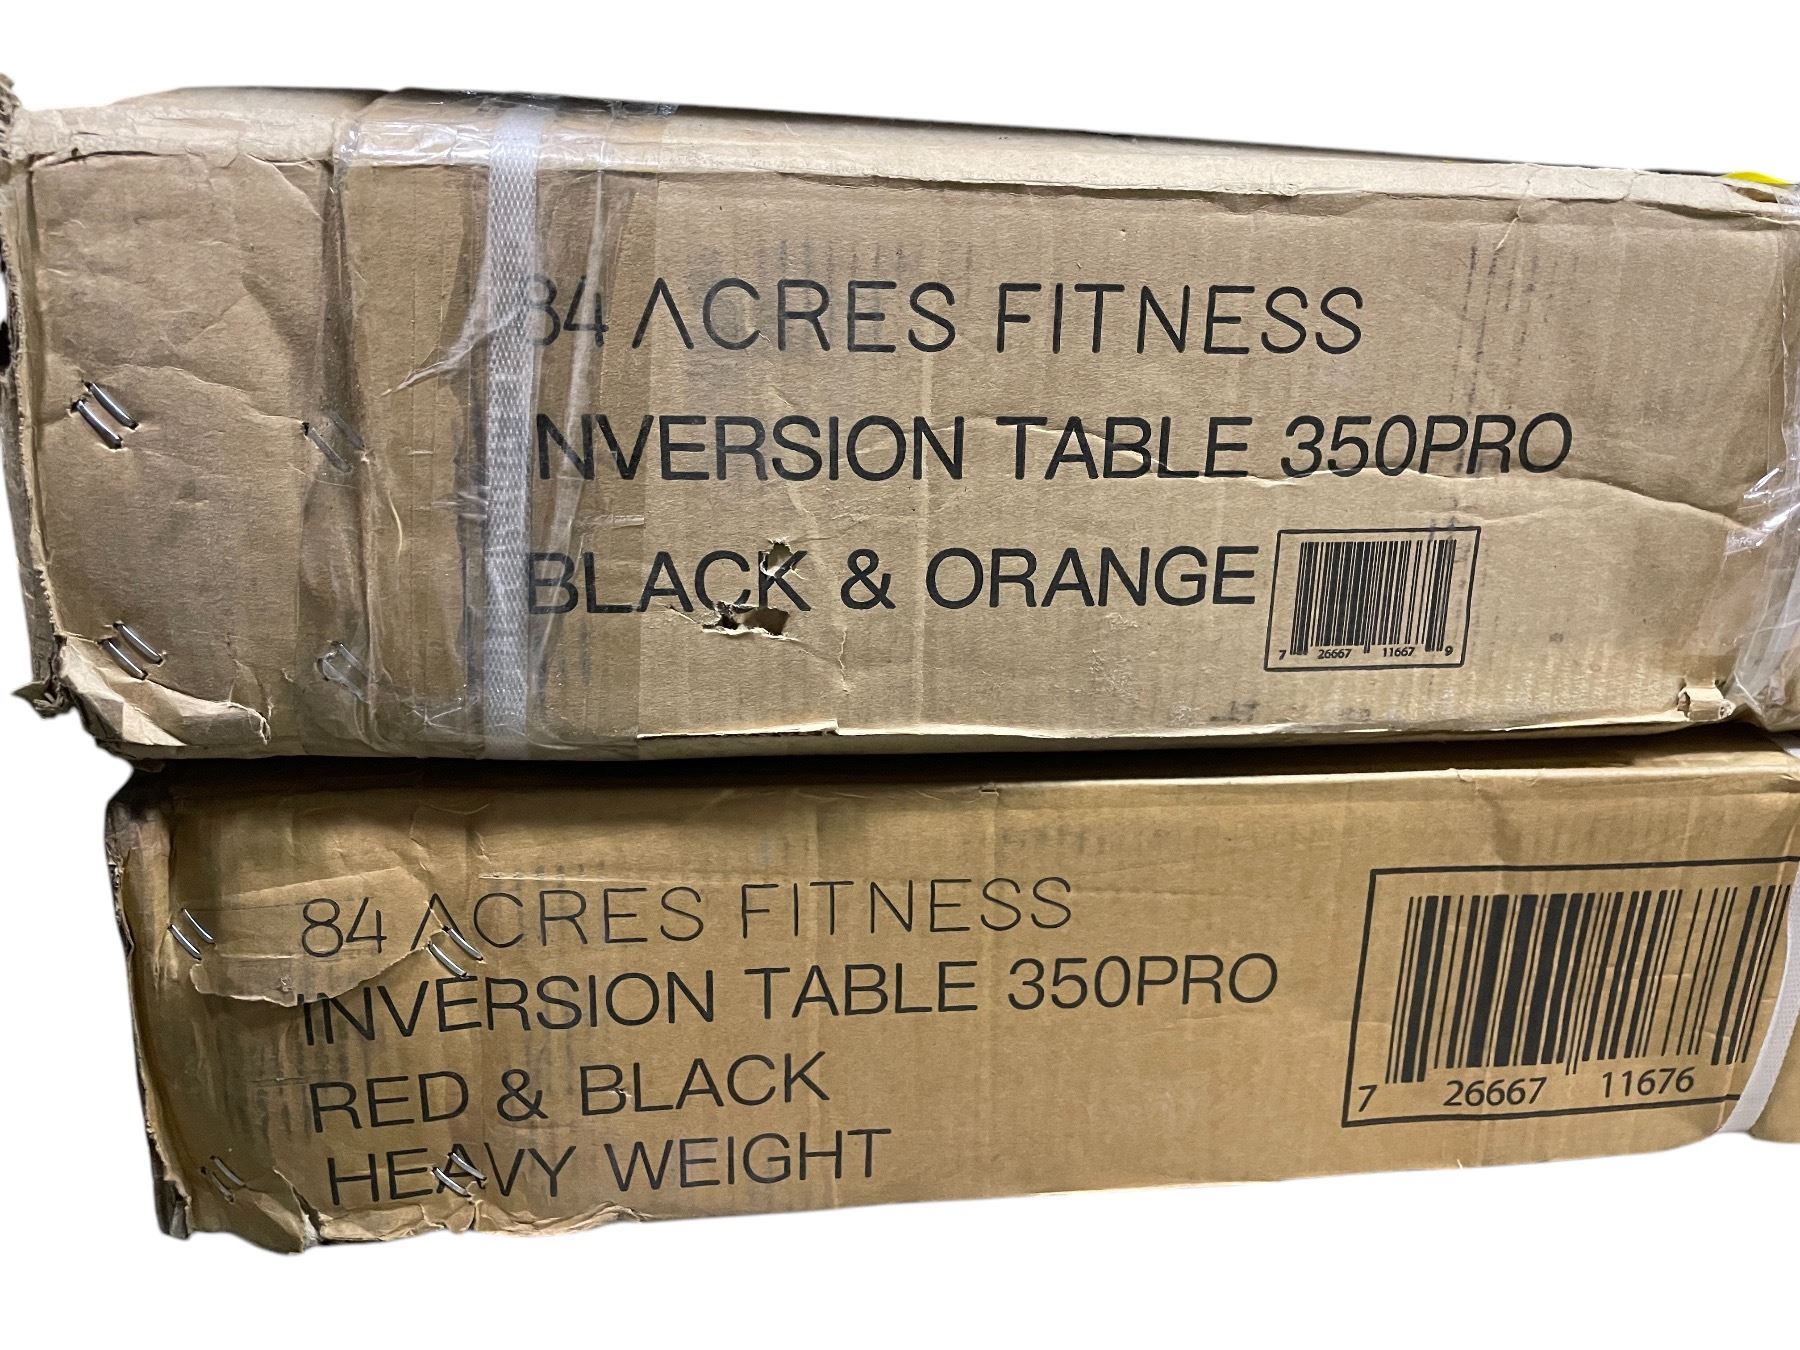 84 ACRES FITNESS
INVERSION TABLE 350PRO
BLACK & ORANGE
7 26667 11667 9
84 ACRES FITNESS
INVERSION TABLE 350PRO
RED & BLACK
HEAVY WEIGHT
7 26667 11676